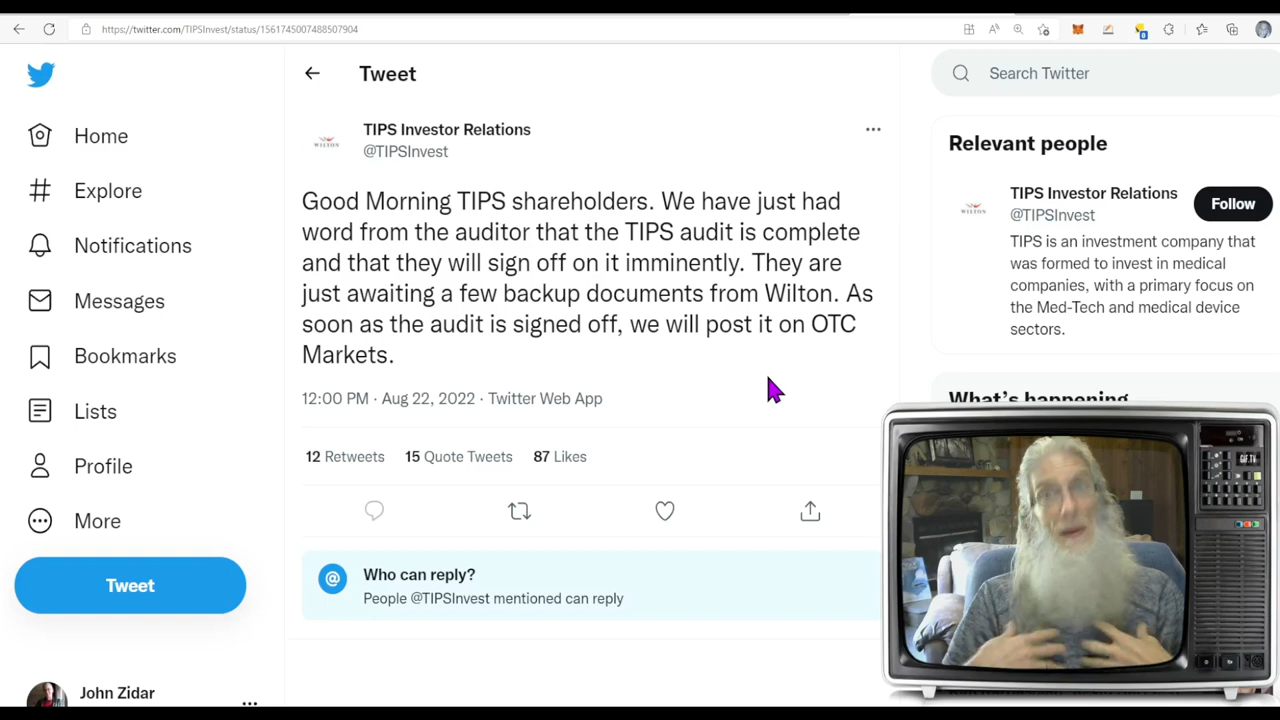 https://twitter.com/TIPSInvest/status/1561745007488507904
Home
Explore
Notifications
Messages
Bookmarks
Lists
Profile
More
Tweet
John Zidar
Tweet
TIPS Investor Relations
@TIPSInvest
WILTON
Good Morning TIPS shareholders. We have just had
word from the auditor that the TIPS audit is complete
and that they will sign off on it imminently. They are
just awaiting a few backup documents from Wilton. As
soon as the audit is signed off, we will post it on OTC
Markets.
12:00 PM · Aug 22, 2022 · Twitter Web App
12 Retweets 15 Quote Tweets 87 Likes
Who can reply?
People @TIPSInvest mentioned can reply
Search Twitter
Relevant people
WILTON
TIPS Investor Relations
@TIPSInvest
Follow
TIPS is an investment company that
was formed to invest in medical
companies, with a primary focus on
the Med-Tech and medical device
sectors.
What's happening
GIF.TV